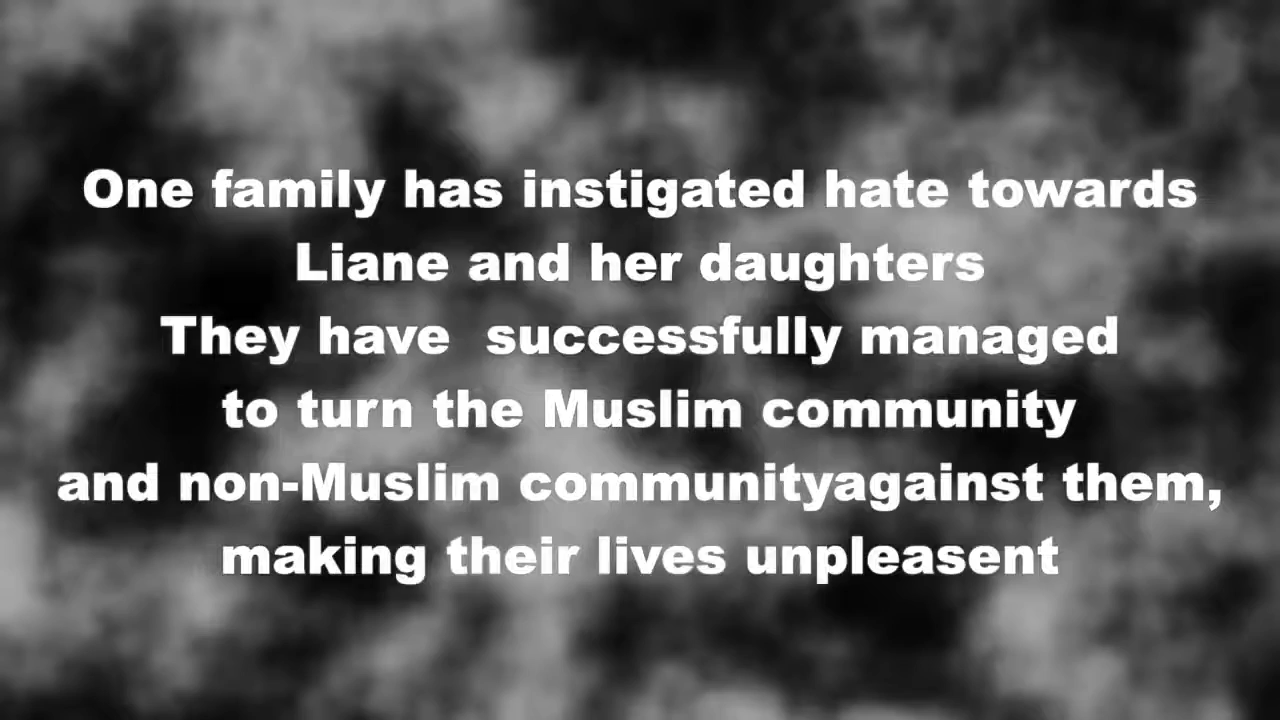 One family has instigated hate towards
Liane and her daughters
They have  successfully managed
to turn the Muslim community
and non-Muslim communityagainst them,
making their lives unpleasent